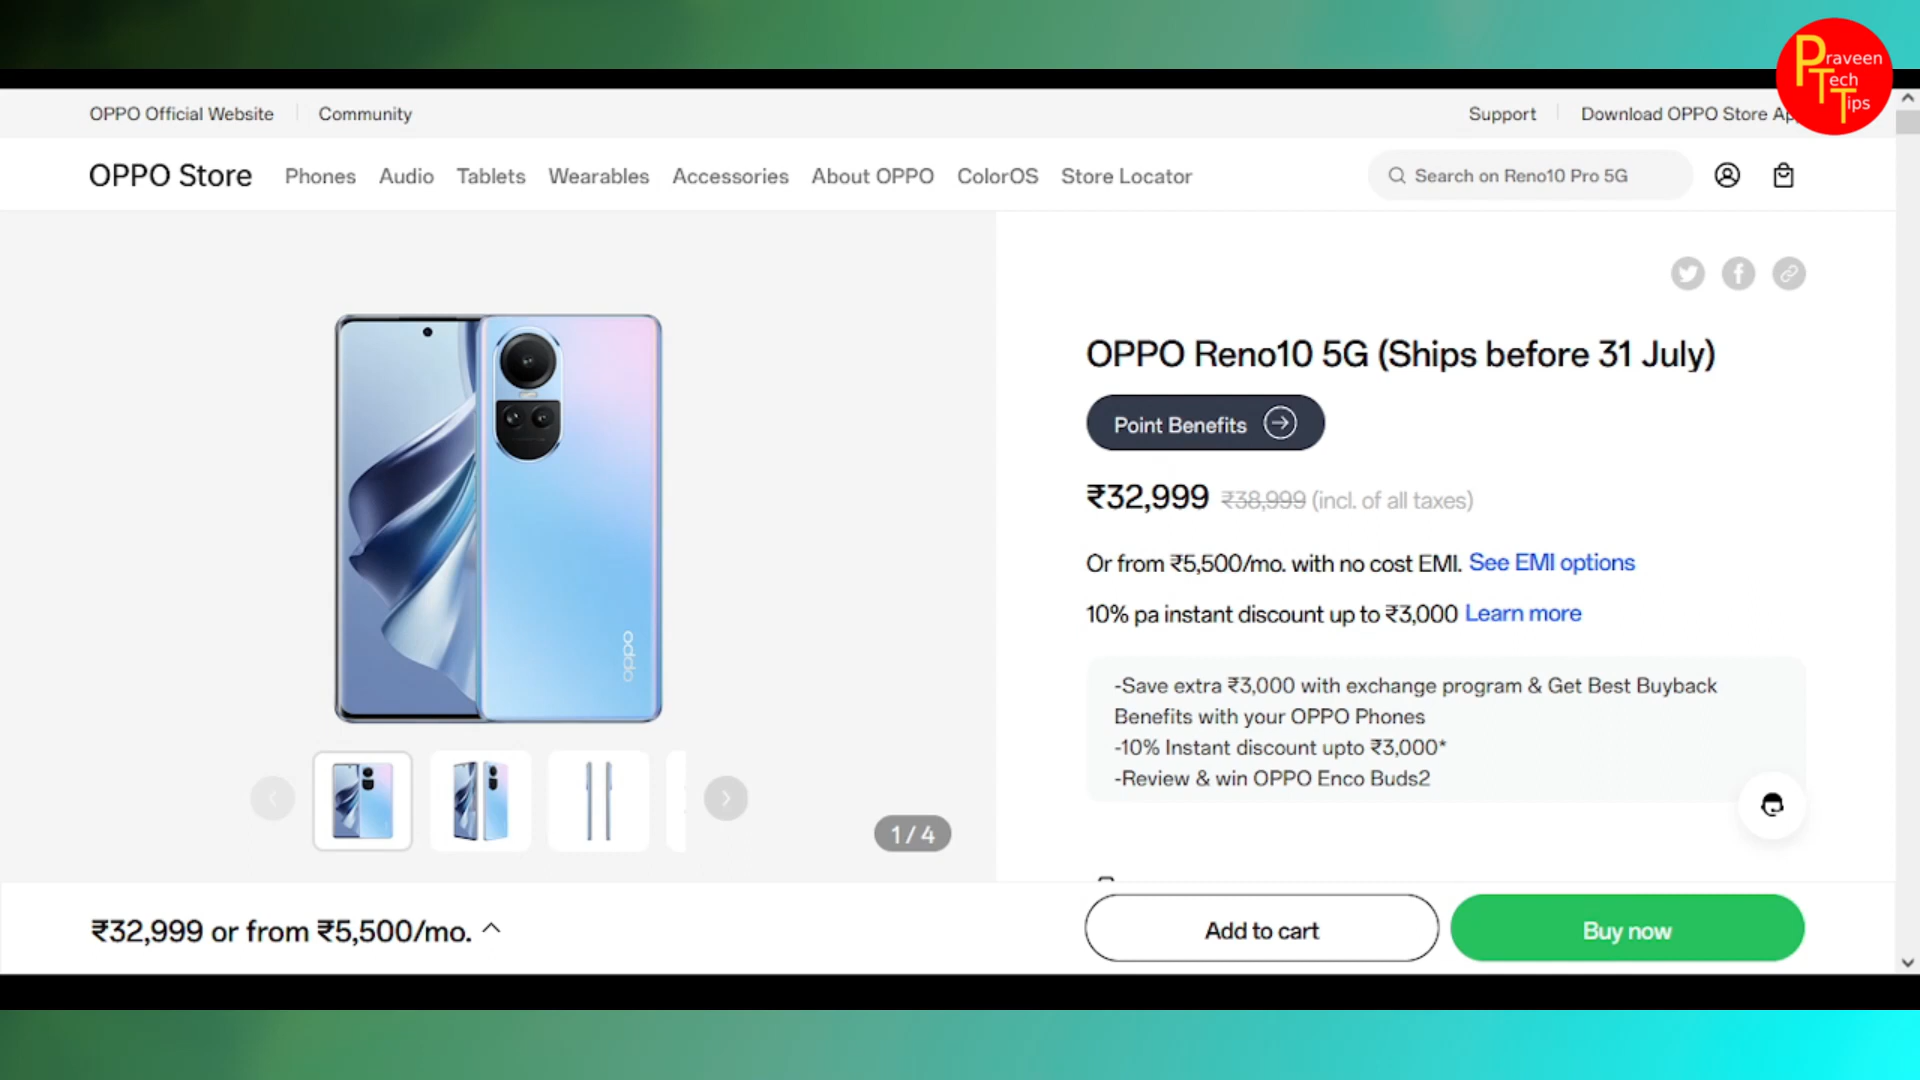 Praveen
Tech
Tips
OPPO Official Website
Community
Support
Download OPPO Store
OPPO Store
Phones
Audio
Tablets
Wearables
Accessories
About OPPO
ColorOS
Store Locator
Search on Reno10 Pro 5G
OPPO Reno10 5G (Ships before 31 July)
Point Benefits
₹32,999 ₹38,999 (incl. of all taxes)
Or from ₹5,500/mo. with no cost EMI. See EMI options
10% pa instant discount up to ₹3,000 Learn more
-Save extra ₹3,000 with exchange program & Get Best Buyback
Benefits with your OPPO Phones
-10% Instant discount upto ₹3,000*
-Review & win OPPO Enco Buds2
oppo
1 / 4
₹32,999 or from ₹5,500/mo.
Add to cart
Buy now